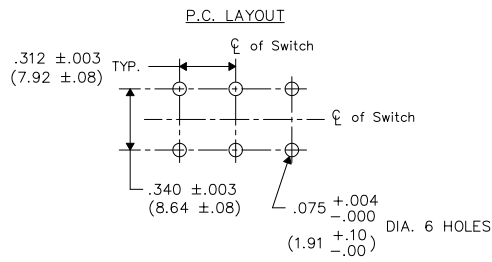 P.C. LAYOUT
℄ of Switch
.312 ±.003 TYP.
(7.92 ±.08)
℄ of Switch
.340 ±.003
(8.64 ±.08)
.075 +.004 -.000
(1.91 +.10 -.00) DIA. 6 HOLES